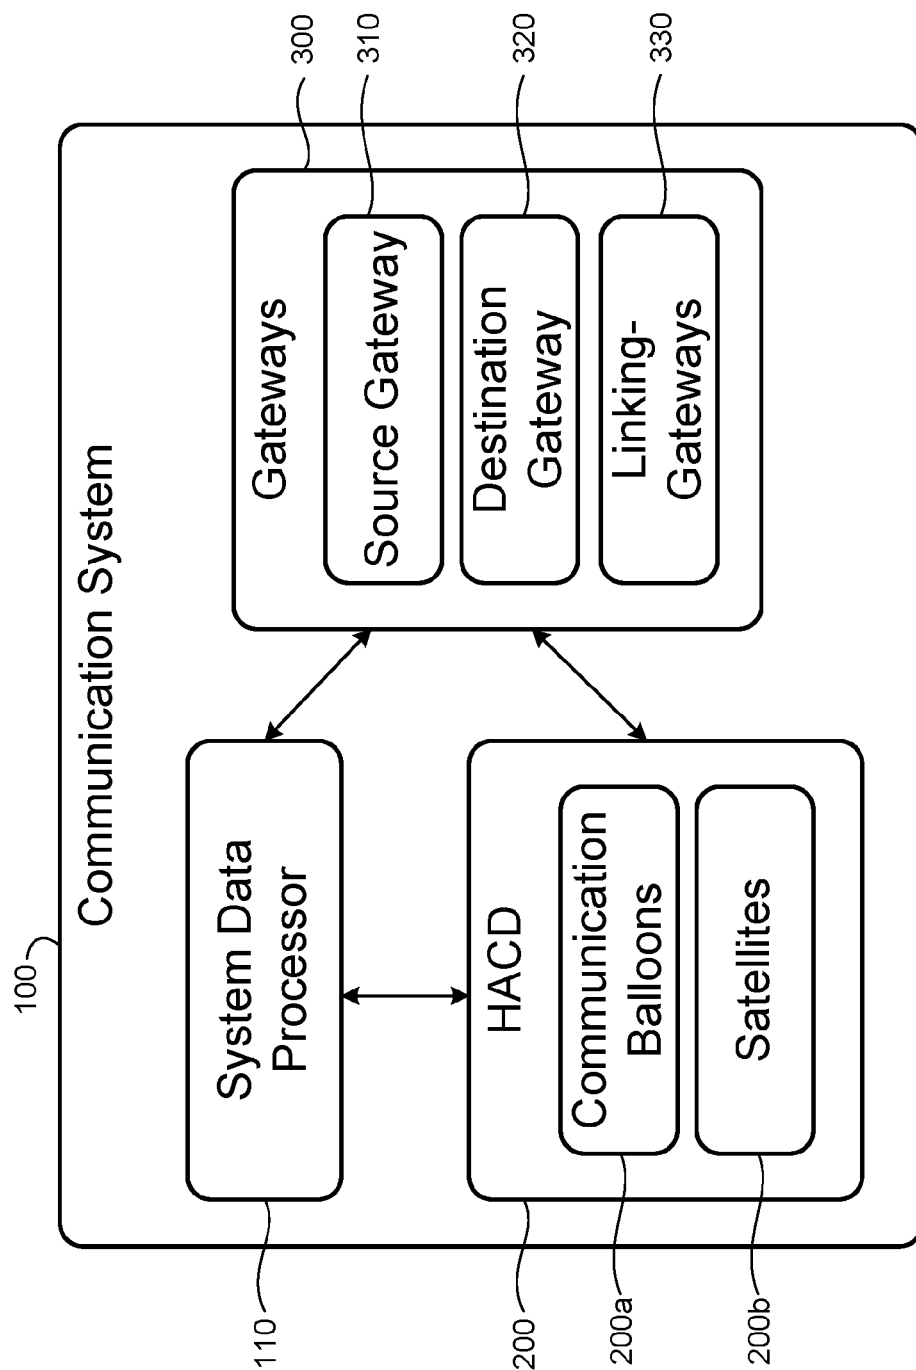 100
Communication System
110
System Data
Processor
200
HACD
200a
Communication
Balloons
200b
Satellites
300
Gateways
310
Source Gateway
320
Destination
Gateway
330
Linking-
Gateways